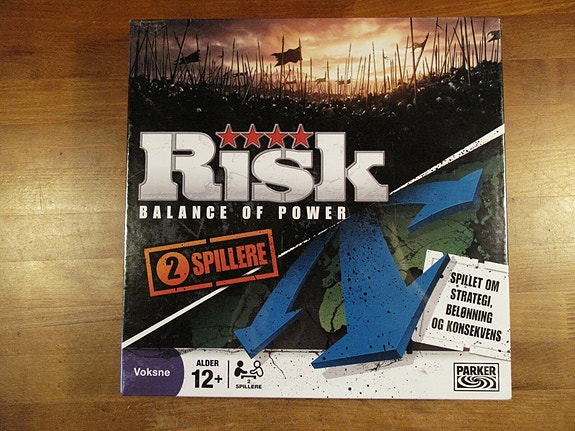 Risk
BALANCE OF POWER
2 SPILLERE
SPILLET OM
STRATEGI,
BELØNNING
OG KONSEKVENS
Voksne
ALDER
12+
2
SPILLERE
PARKER